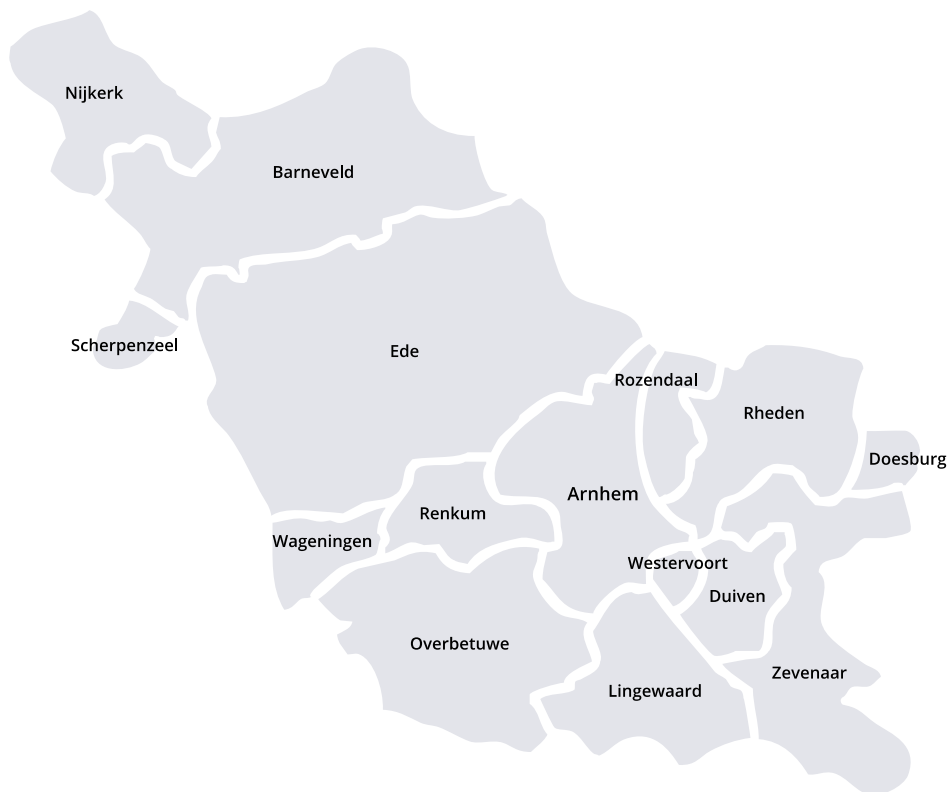 Nijkerk
Barneveld
Scherpenzeel
Ede
Rozendaal
Rheden
Doesburg
Arnhem
Renkum
Wageningen
Westervoort
Duiven
Overbetuwe
Zevenaar
Lingewaard